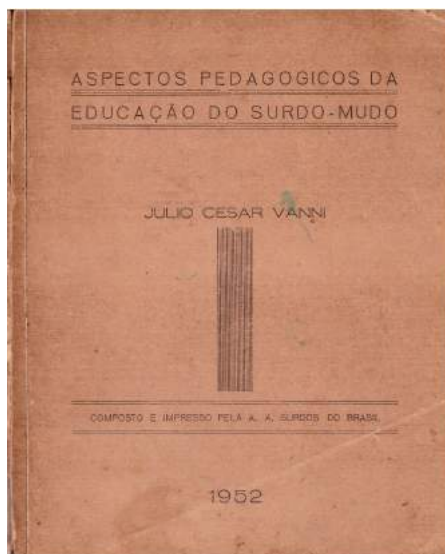 ASPECTOS PEDAGOGICOS DA
EDUCAÇÃO DO SURDO-MUDO
JULIO CESAR VANNI
COMPOSTO E IMPRESSO PELA A. A. SURDOS DO BRASIL
1952